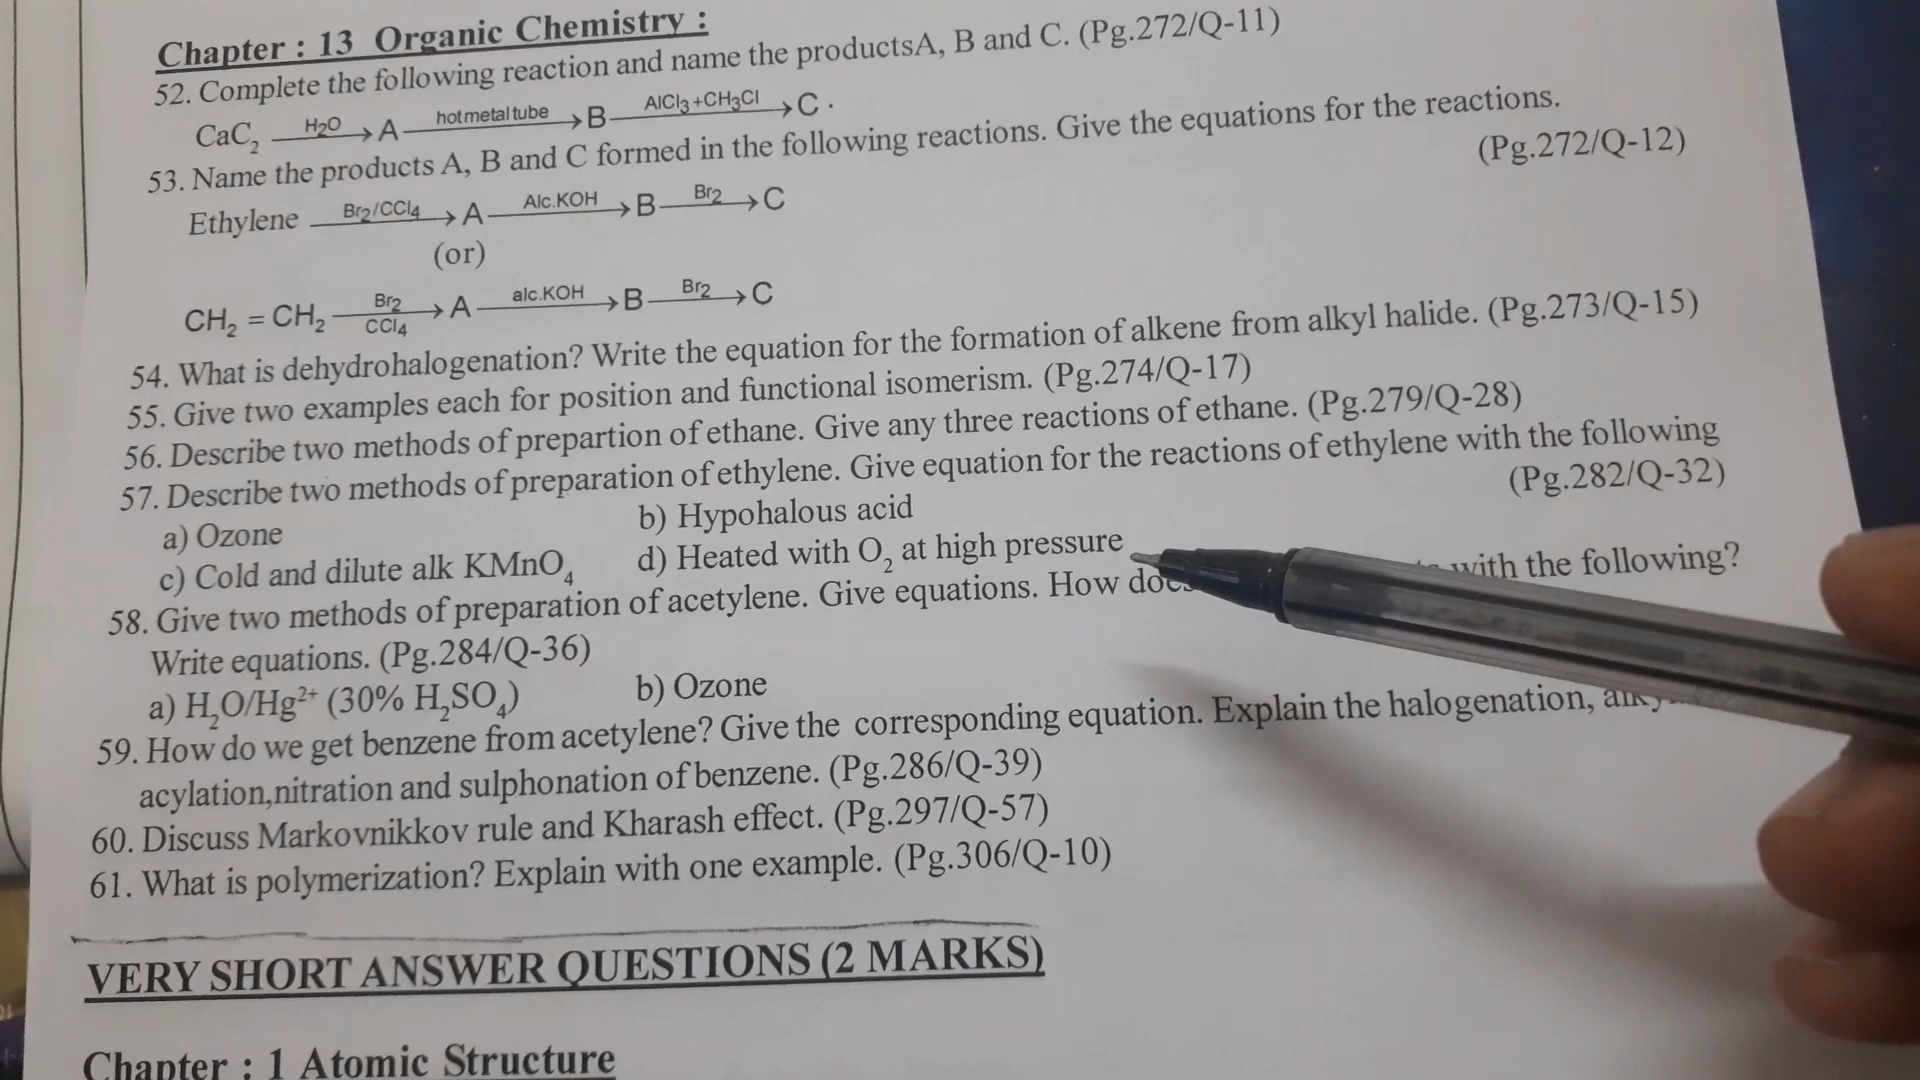 Chapter : 13 Organic Chemistry :
52. Complete the following reaction and name the productsA, B and C. (Pg.272/Q-11)
CaC₂ —H₂O→ A —hot metal tube→ B —AlCl₃+CH₃Cl→ C .
53. Name the products A, B and C formed in the following reactions. Give the equations for the reactions.
(Pg.272/Q-12)
Ethylene —Br₂/CCl₄→ A —Alc.KOH→ B —Br₂→ C
(or)
CH₂ = CH₂ —Br₂/CCl₄→ A —alc.KOH→ B —Br₂→ C
54. What is dehydrohalogenation? Write the equation for the formation of alkene from alkyl halide. (Pg.273/Q-15)
55. Give two examples each for position and functional isomerism. (Pg.274/Q-17)
56. Describe two methods of prepartion of ethane. Give any three reactions of ethane. (Pg.279/Q-28)
57. Describe two methods of preparation of ethylene. Give equation for the reactions of ethylene with the following
(Pg.282/Q-32)
a) Ozone b) Hypohalous acid
c) Cold and dilute alk KMnO₄ d) Heated with O₂ at high pressure
58. Give two methods of preparation of acetylene. Give equations. How does with the following?
Write equations. (Pg.284/Q-36)
a) H₂O/Hg²⁺ (30% H₂SO₄) b) Ozone
59. How do we get benzene from acetylene? Give the corresponding equation. Explain the halogenation,
acylation,nitration and sulphonation of benzene. (Pg.286/Q-39)
60. Discuss Markovnikkov rule and Kharash effect. (Pg.297/Q-57)
61. What is polymerization? Explain with one example. (Pg.306/Q-10)
VERY SHORT ANSWER QUESTIONS (2 MARKS)
Chapter : 1 Atomic Structure